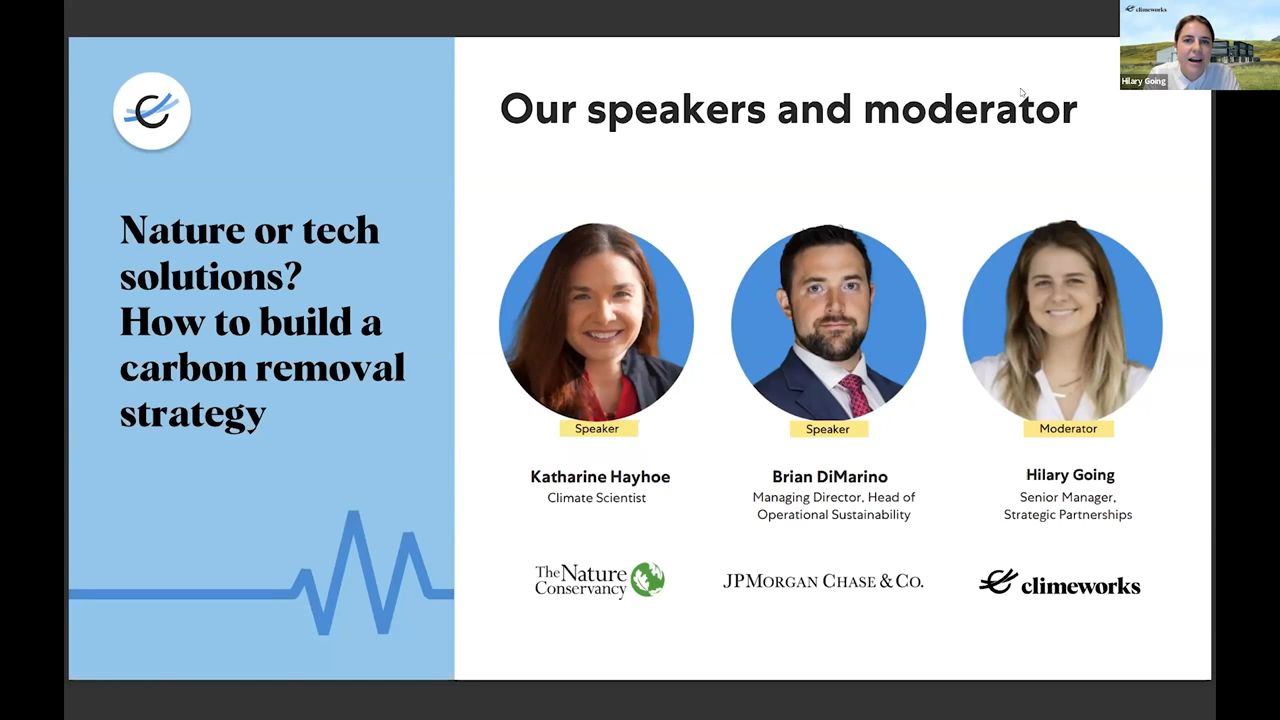 climeworks
Hilary Going
Our speakers and moderator
Nature or tech
solutions?
How to build a
carbon removal
strategy
Speaker
Katharine Hayhoe
Climate Scientist
The Nature
Conservancy
Speaker
Brian DiMarino
Managing Director, Head of
Operational Sustainability
JPMORGAN CHASE & CO.
Moderator
Hilary Going
Senior Manager,
Strategic Partnerships
climeworks